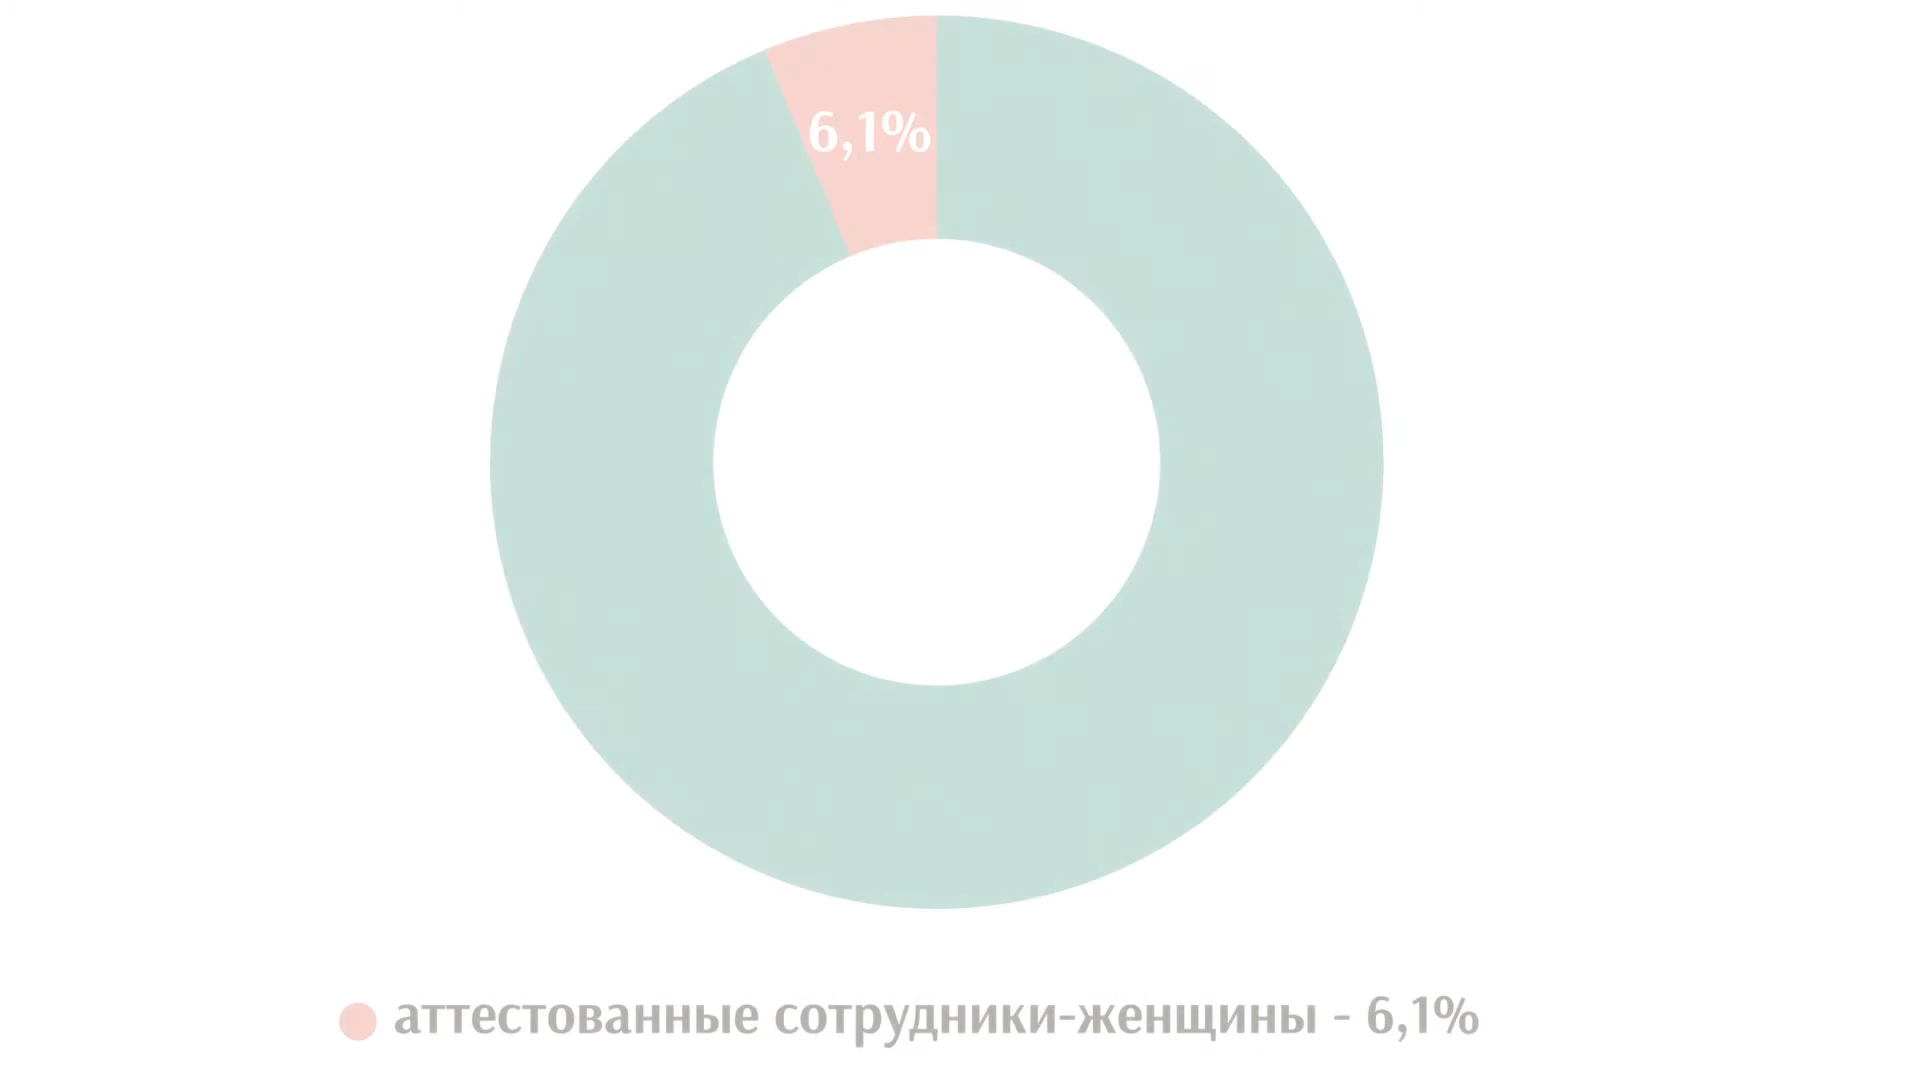 6,1%
аттестованные сотрудники-женщины - 6,1%